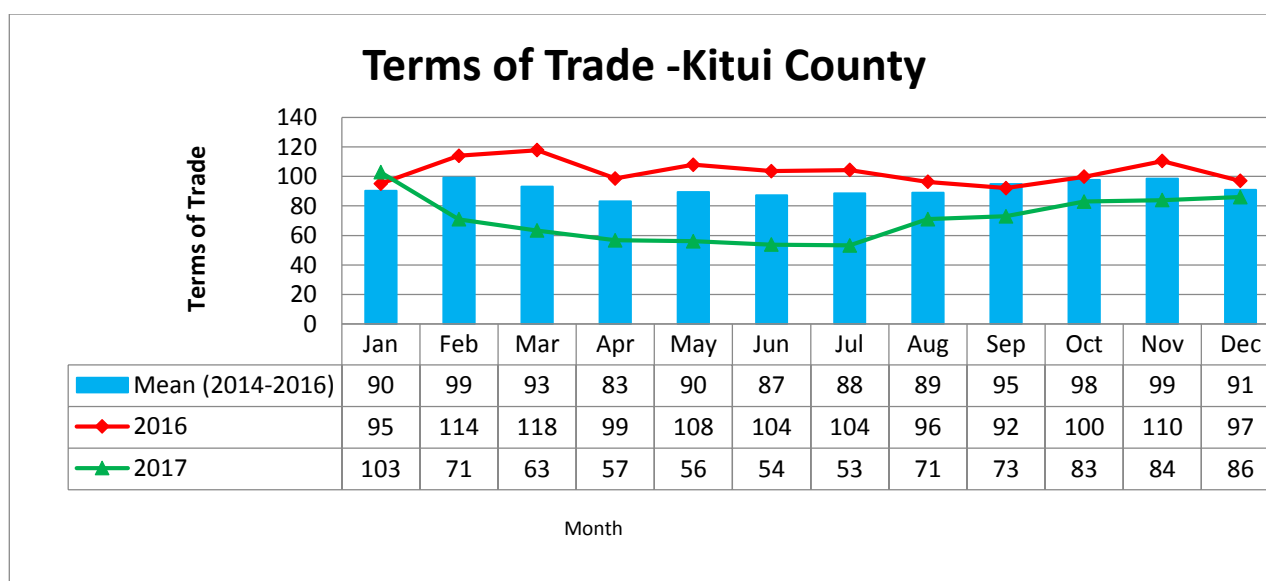 Terms of Trade -Kitui County
Terms of Trade
140
120
100
80
60
40
20
0
Jan Feb Mar Apr May Jun Jul Aug Sep Oct Nov Dec
Mean (2014-2016) 90 99 93 83 90 87 88 89 95 98 99 91
2016 95 114 118 99 108 104 104 96 92 100 110 97
2017 103 71 63 57 56 54 53 71 73 83 84 86
Month